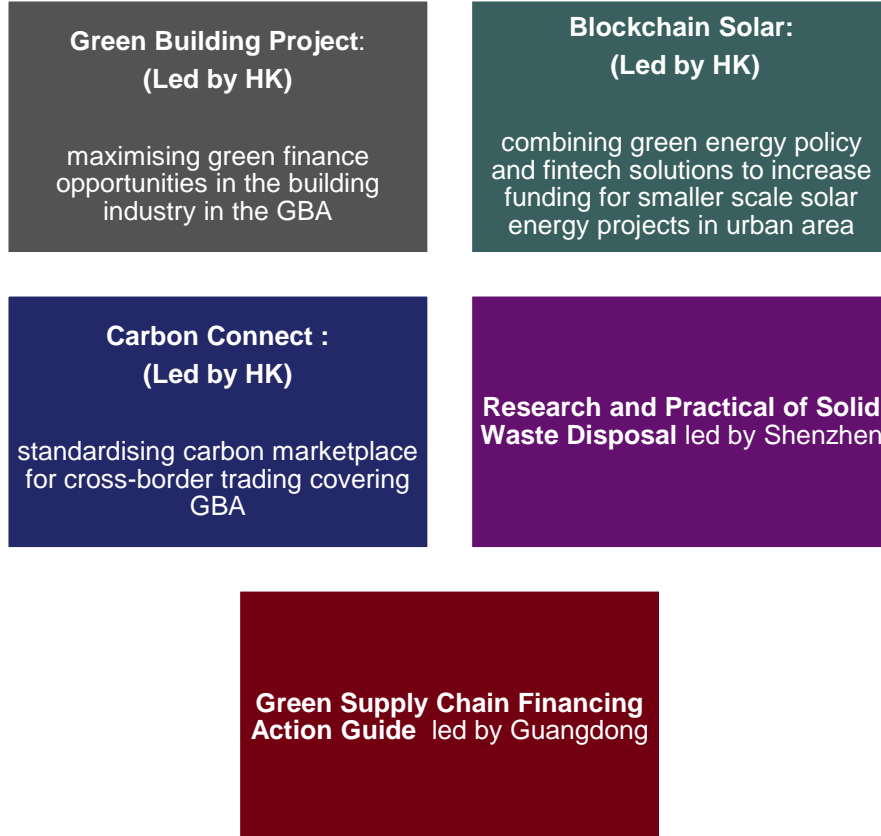 Green Building Project:
(Led by HK)
maximising green finance
opportunities in the building
industry in the GBA
Blockchain Solar:
(Led by HK)
combining green energy policy
and fintech solutions to increase
funding for smaller scale solar
energy projects in urban area
Carbon Connect :
(Led by HK)
standardising carbon marketplace
for cross-border trading covering
GBA
Research and Practical of Solid
Waste Disposal led by Shenzhen
Green Supply Chain Financing
Action Guide  led by Guangdong